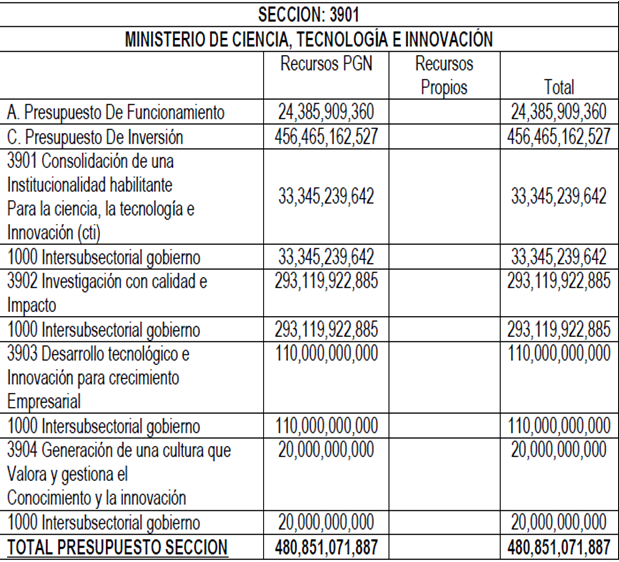 SECCION: 3901
MINISTERIO DE CIENCIA, TECNOLOGÍA E INNOVACIÓN
Recursos PGN Recursos Propios Total
A. Presupuesto De Funcionamiento 24,385,909,360 24,385,909,360
C. Presupuesto De Inversión 456,465,162,527 456,465,162,527
3901 Consolidación de una
Institucionalidad habilitante
Para la ciencia, la tecnología e
Innovación (cti) 33,345,239,642 33,345,239,642
1000 Intersubsectorial gobierno 33,345,239,642 33,345,239,642
3902 Investigación con calidad e 293,119,922,885 293,119,922,885
Impacto
1000 Intersubsectorial gobierno 293,119,922,885 293,119,922,885
3903 Desarrollo tecnológico e 110,000,000,000 110,000,000,000
Innovación para crecimiento
Empresarial
1000 Intersubsectorial gobierno 110,000,000,000 110,000,000,000
3904 Generación de una cultura que 20,000,000,000 20,000,000,000
Valora y gestiona el
Conocimiento y la innovación
1000 Intersubsectorial gobierno 20,000,000,000 20,000,000,000
TOTAL PRESUPUESTO SECCION 480,851,071,887 480,851,071,887